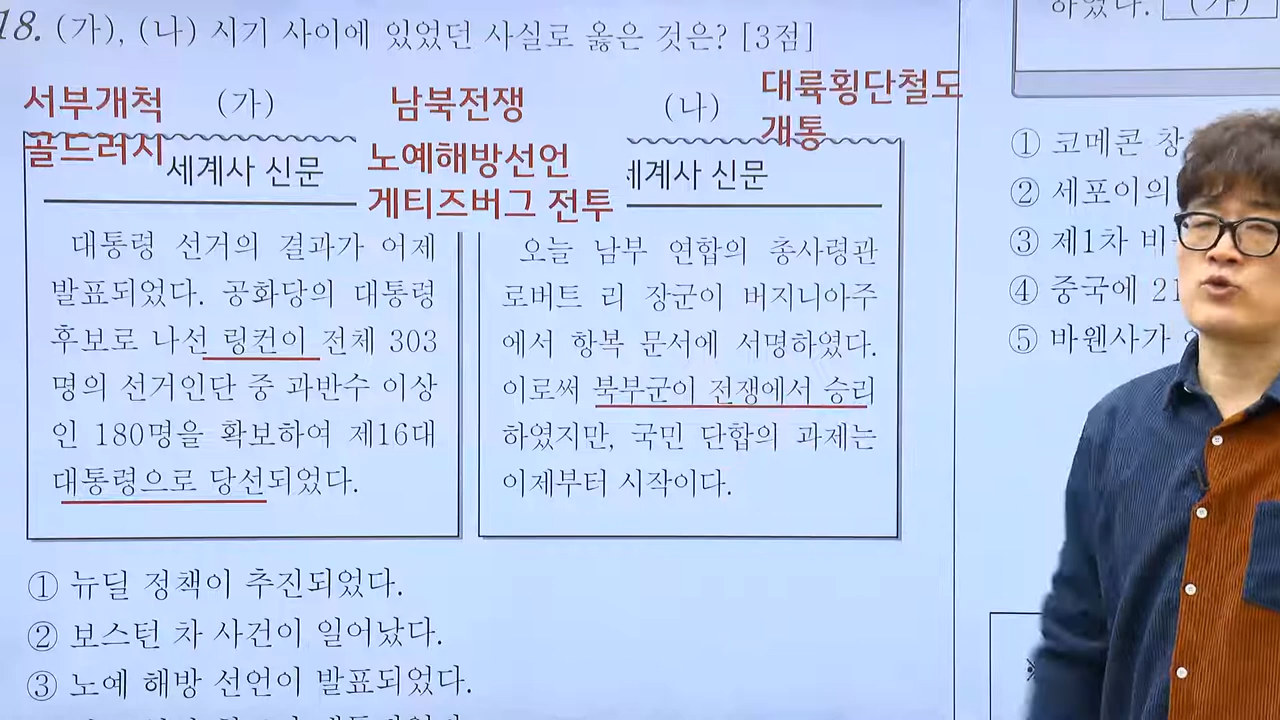 18. (가), (나) 시기 사이에 있었던 사실로 옳은 것은? [3점]
서부개척
골드러시
(가)
남북전쟁
노예해방선언
게티즈버그 전투
(나)
대륙횡단철도
개통
세계사 신문
대통령 선거의 결과가 어제
발표되었다. 공화당의 대통령
후보로 나선 링컨이 전체 303
명의 선거인단 중 과반수 이상
인 180명을 확보하여 제16대
대통령으로 당선되었다.
세계사 신문
오늘 남부 연합의 총사령관
로버트 리 장군이 버지니아주
에서 항복 문서에 서명하였다.
이로써 북부군이 전쟁에서 승리
하였지만, 국민 단합의 과제는
이제부터 시작이다.
① 뉴딜 정책이 추진되었다.
② 보스턴 차 사건이 일어났다.
③ 노예 해방 선언이 발표되었다.
하였다. (가)
① 코메콘 창
② 세포이의
③ 제1차 비
④ 중국에 21
⑤ 바웬사가